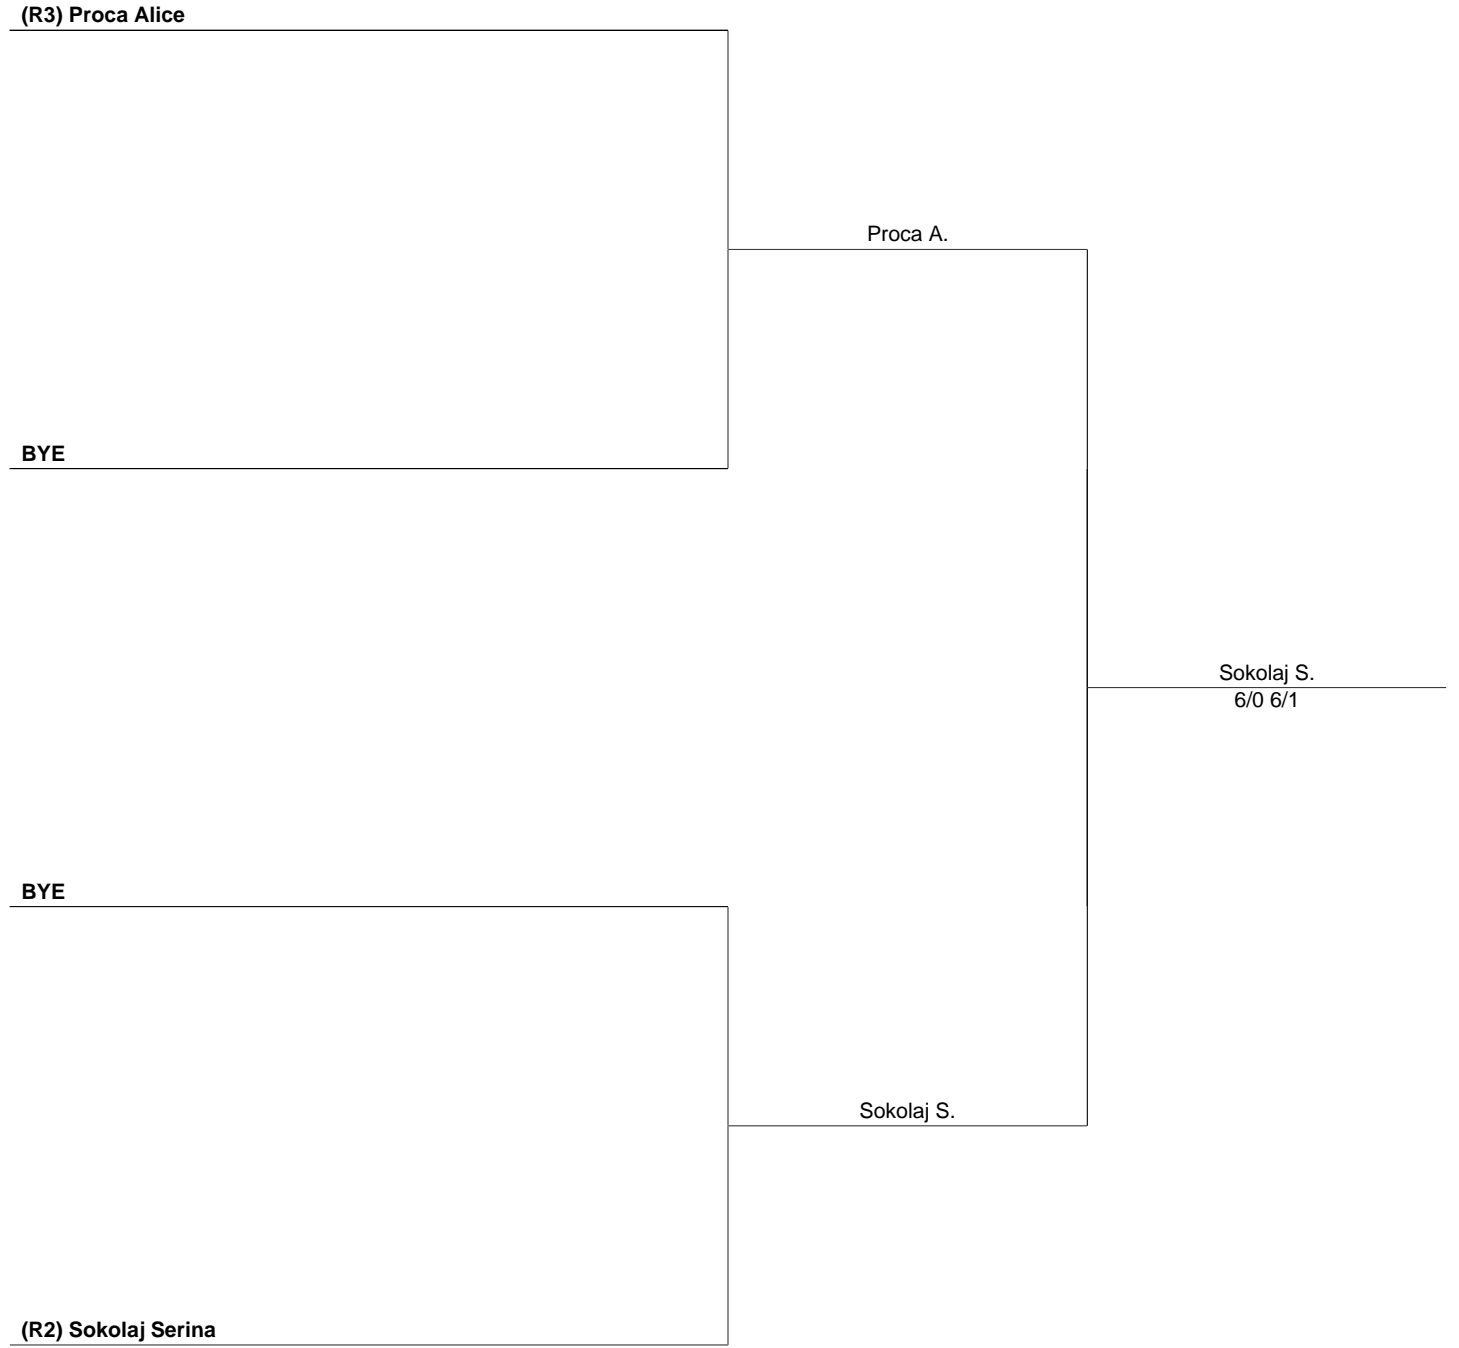 (R3) Proca Alice
Proca A.
BYE
Sokolaj S.
6/0 6/1
BYE
Sokolaj S.
(R2) Sokolaj Serina